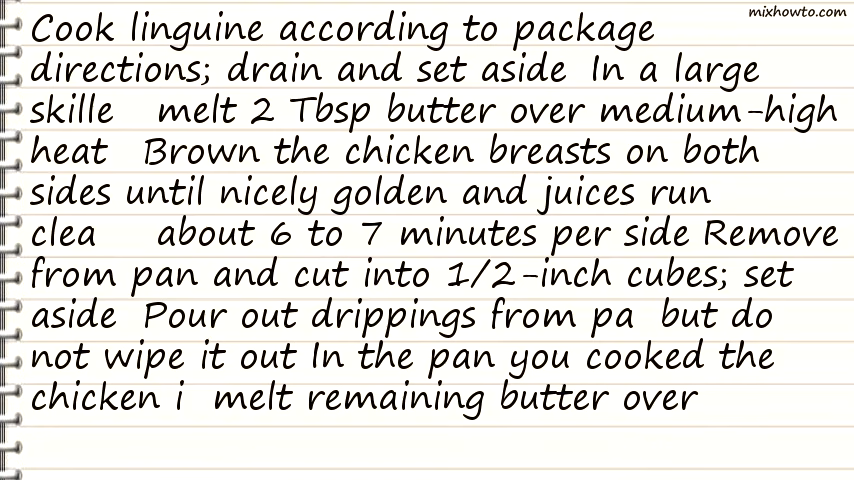 mixhowto.com
Cook linguine according to package
directions; drain and set aside In a large
skille melt 2 Tbsp butter over medium-high
heat Brown the chicken breasts on both
sides until nicely golden and juices run
clea about 6 to 7 minutes per side Remove
from pan and cut into 1/2-inch cubes; set
aside Pour out drippings from pa but do
not wipe it out In the pan you cooked the
chicken i melt remaining butter over